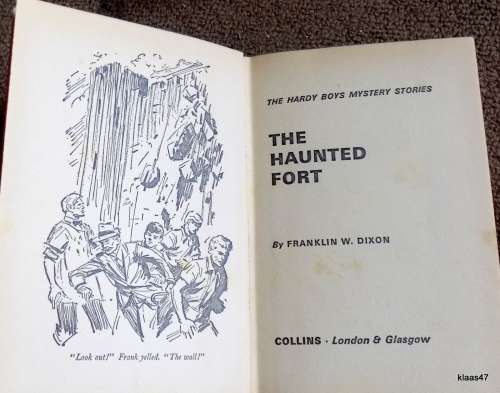 "Look out!" Frank yelled. "The wall!"
THE HARDY BOYS MYSTERY STORIES
THE
HAUNTED
FORT
By FRANKLIN W. DIXON
COLLINS · London & Glasgow
klaas47